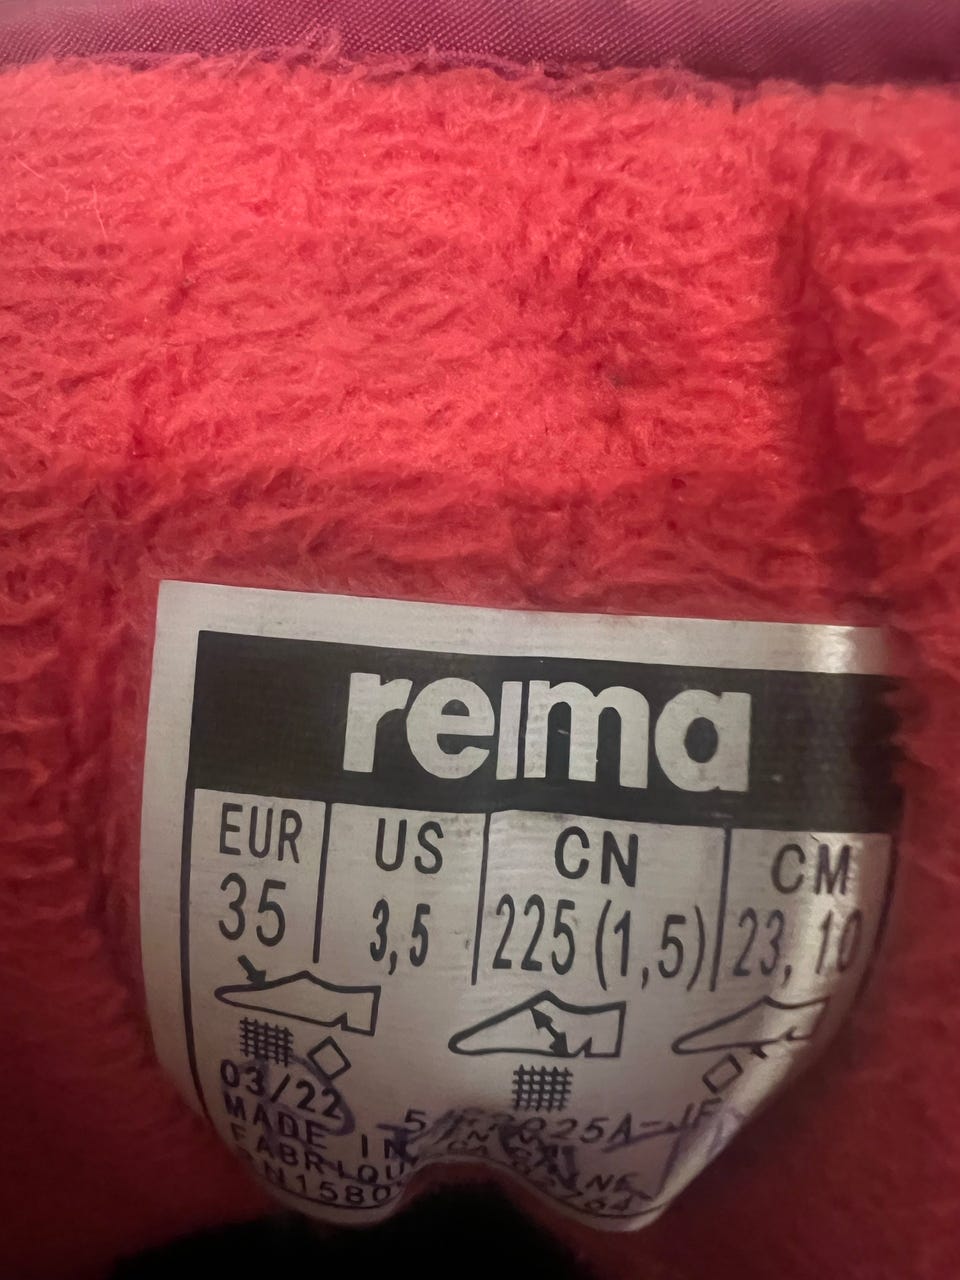 reima
EUR US CN CM
35 3,5 225(1,5) 23,10
03/22
MADE IN